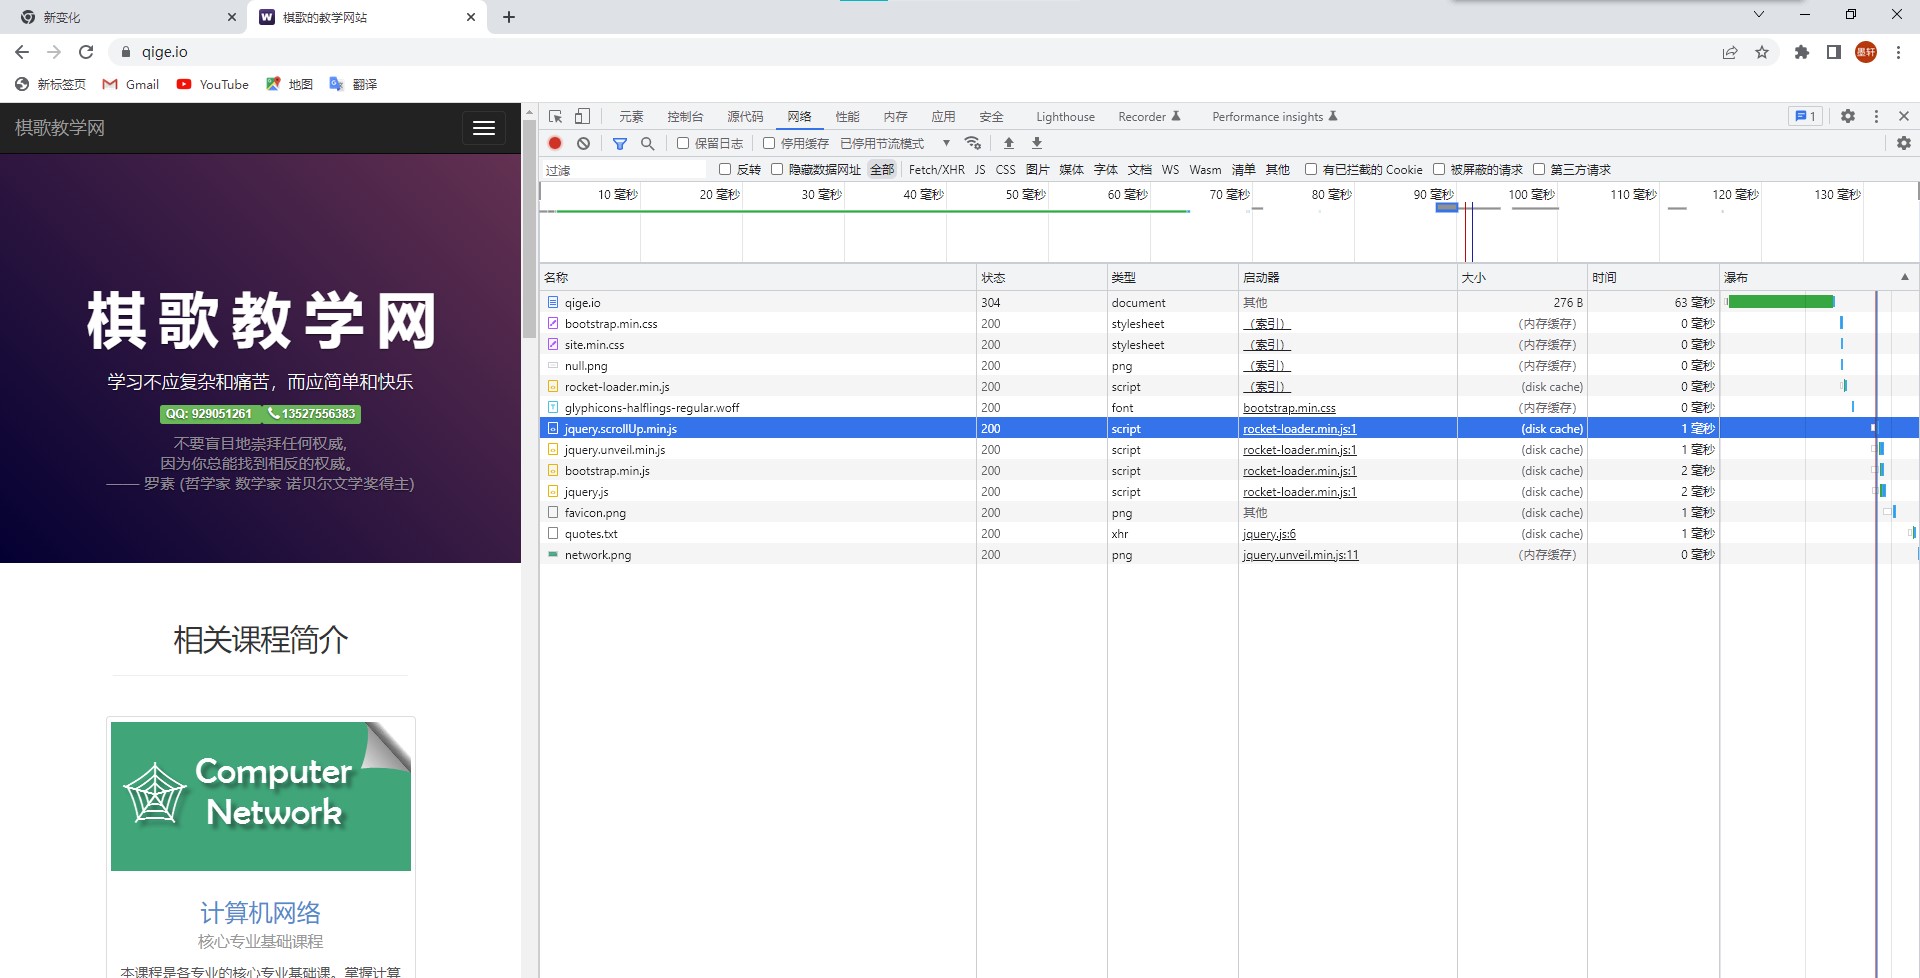 新变化
棋歌的教学网站
qige.io
墨轩
新标签页 Gmail YouTube 地图 翻译
棋歌教学网
棋歌教学网
学习不应复杂和痛苦，而应简单和快乐
QQ: 929051261 13527556383
不要盲目地崇拜任何权威,
因为你总能找到相反的权威。
—— 罗素 (哲学家 数学家 诺贝尔文学奖得主)
相关课程简介
Computer
Network
计算机网络
核心专业基础课程
本课程是各专业的核心专业基础课。掌握计算
元素 控制台 源代码 网络 性能 内存 应用 安全 Lighthouse Recorder Performance insights 1
保留日志 停用缓存 已停用节流模式
过滤 反转 隐藏数据网址 全部 Fetch/XHR JS CSS 图片 媒体 字体 文档 WS Wasm 清单 其他 有已拦截的 Cookie 被屏蔽的请求 第三方请求
10 毫秒 20 毫秒 30 毫秒 40 毫秒 50 毫秒 60 毫秒 70 毫秒 80 毫秒 90 毫秒 100 毫秒 110 毫秒 120 毫秒 130 毫秒
名称 状态 类型 启动器 大小 时间 瀑布
qige.io 304 document 其他 276 B 63 毫秒
bootstrap.min.css 200 stylesheet （索引） (内存缓存) 0 毫秒
site.min.css 200 stylesheet （索引） (内存缓存) 0 毫秒
null.png 200 png （索引） (内存缓存) 0 毫秒
rocket-loader.min.js 200 script （索引） (disk cache) 0 毫秒
glyphicons-halflings-regular.woff 200 font bootstrap.min.css (内存缓存) 0 毫秒
jquery.scrollUp.min.js 200 script rocket-loader.min.js:1 (disk cache) 1 毫秒
jquery.unveil.min.js 200 script rocket-loader.min.js:1 (disk cache) 1 毫秒
bootstrap.min.js 200 script rocket-loader.min.js:1 (disk cache) 2 毫秒
jquery.js 200 script rocket-loader.min.js:1 (disk cache) 2 毫秒
favicon.png 200 png 其他 (disk cache) 1 毫秒
quotes.txt 200 xhr jquery.js:6 (disk cache) 1 毫秒
network.png 200 png jquery.unveil.min.js:11 (内存缓存) 0 毫秒